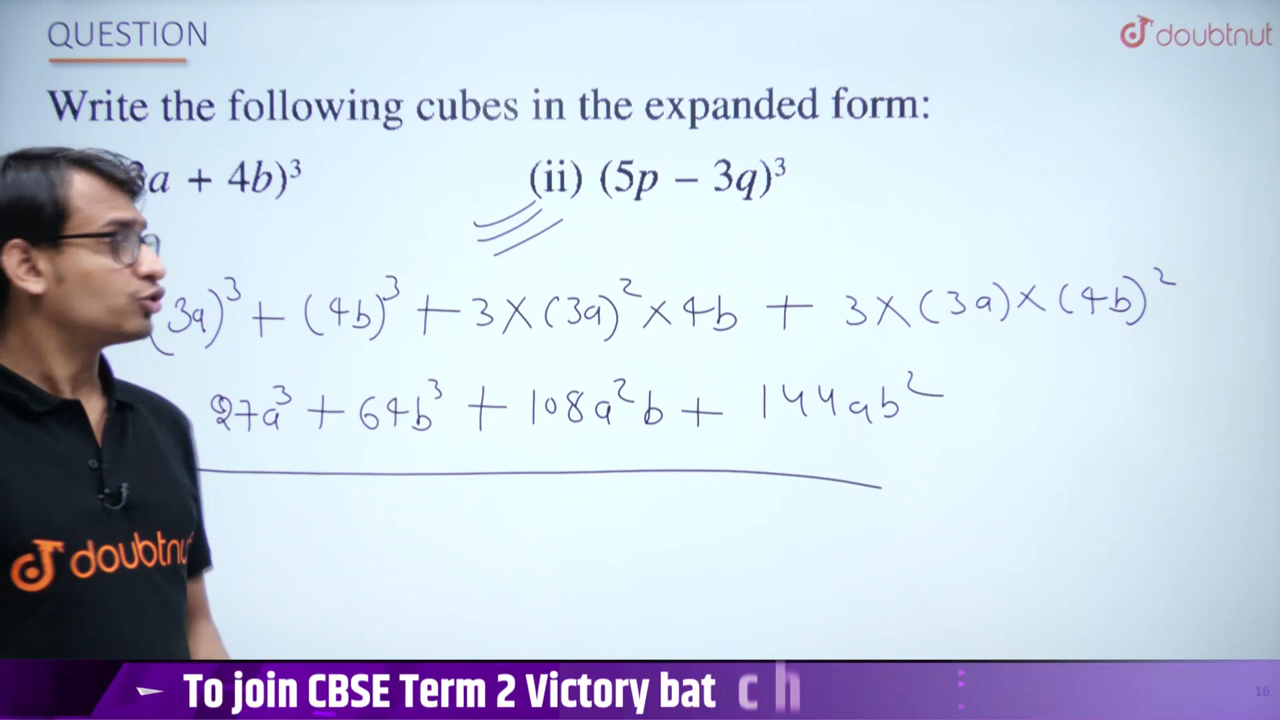 QUESTION
doubtnut
Write the following cubes in the expanded form:
a + 4b)³
(ii) (5p – 3q)³
(3a)³ + (4b)³ + 3 × (3a)² × 4b + 3 × (3a) × (4b)²
27a³ + 64b³ + 108a²b + 144ab²
doubtnut
To join CBSE Term 2 Victory bat c h
16